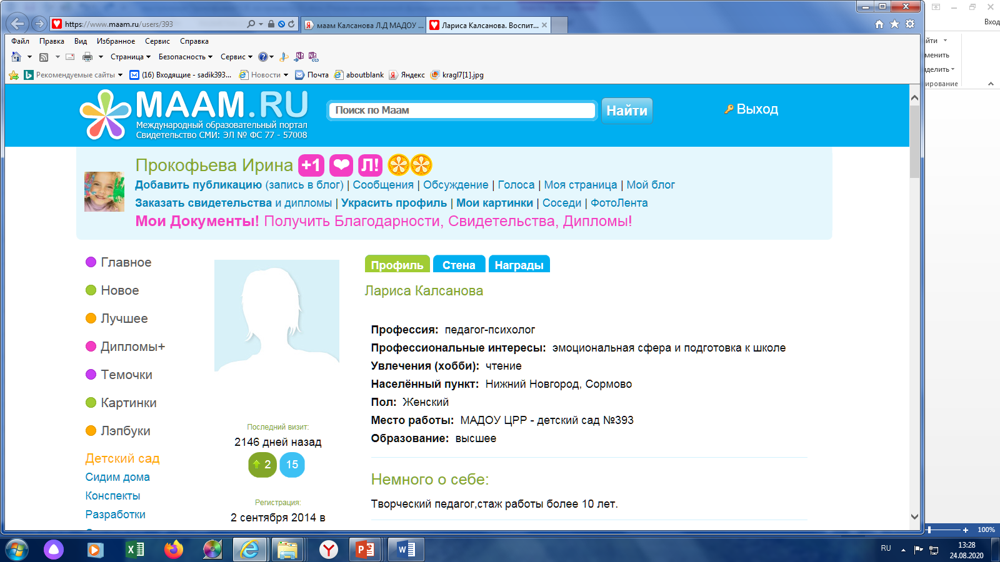 https://www.maam.ru/users/393
маам Калсанова Л.Д МАДОУ ...
Лариса Калсанова. Воспит...
Вход
Файл Правка Вид Избранное Сервис Справка
Страница Безопасность Сервис
Рекомендуемые сайты (16) Входящие - sadik393... Новости Почта aboutblank Яндекс kragl7[1].jpg
MAAM.RU
Международный образовательный портал
Свидетельство СМИ: ЭЛ № ФС 77 - 57008
Поиск по Маам
Найти
Выход
Прокофьева Ирина +1 Л!
Добавить публикацию (запись в блог) | Сообщения | Обсуждение | Голоса | Моя страница | Мой блог
Заказать свидетельства и дипломы | Украсить профиль | Мои картинки | Соседи | ФотоЛента
Мои Документы! Получить Благодарности, Свидетельства, Дипломы!
Главное
Новое
Лучшее
Дипломы+
Темочки
Картинки
Лэпбуки
Детский сад
Сидим дома
Конспекты
Разработки
Последний визит:
2146 дней назад
2 15
Регистрация:
2 сентября 2014 в
Профиль Стена Награды
Лариса Калсанова
Профессия: педагог-психолог
Профессиональные интересы: эмоциональная сфера и подготовка к школе
Увлечения (хобби): чтение
Населённый пункт: Нижний Новгород, Сормово
Пол: Женский
Место работы: МАДОУ ЦРР - детский сад №393
Образование: высшее
Немного о себе:
Творческий педагог,стаж работы более 10 лет.
100%
RU
13:28
24.08.2020